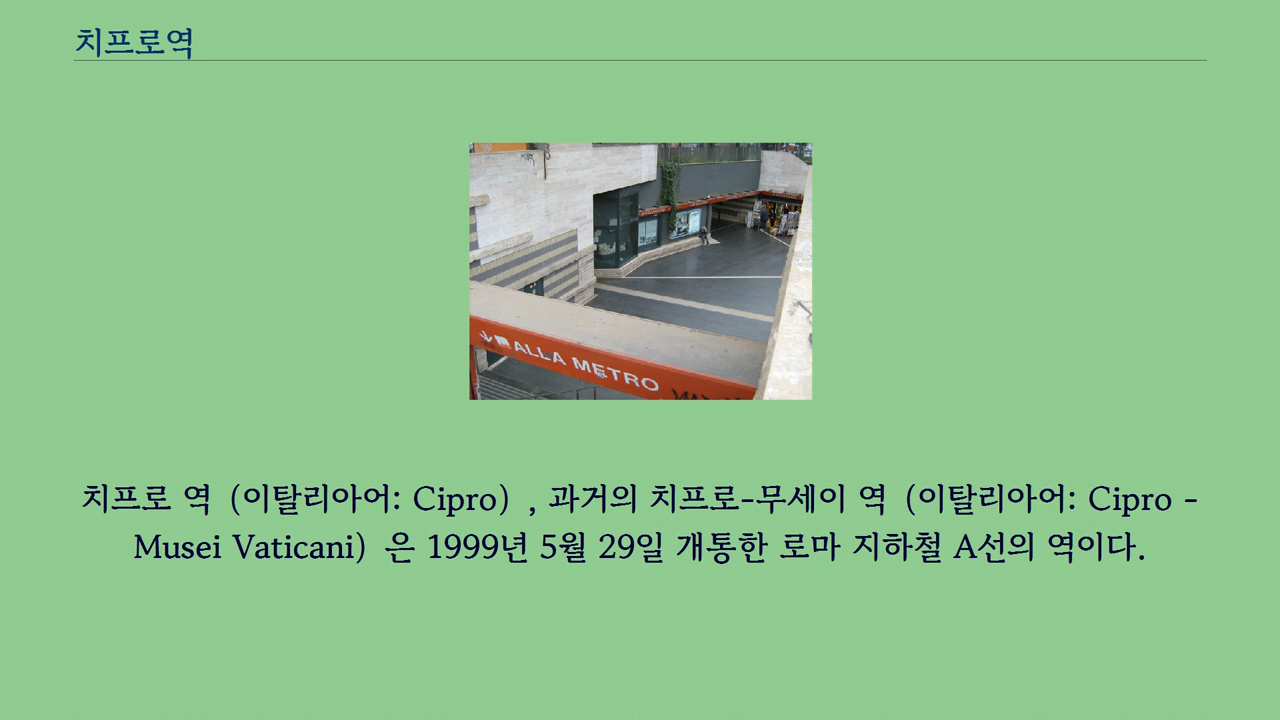 치프로역
ALLA METRO
치프로 역 (이탈리아어: Cipro) , 과거의 치프로-무세이 역 (이탈리아어: Cipro -
Musei Vaticani) 은 1999년 5월 29일 개통한 로마 지하철 A선의 역이다.